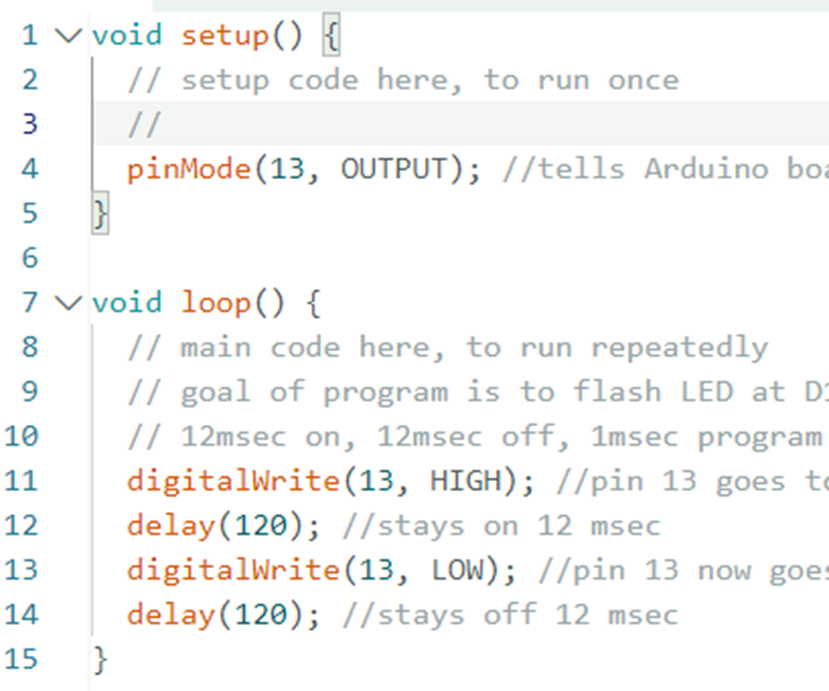 1 void setup() {
2 // setup code here, to run once
3 //
4 pinMode(13, OUTPUT); //tells Arduino
5 }
6
7 void loop() {
8 // main code here, to run repeatedly
9 // goal of program is to flash LED at
10 // 12msec on, 12msec off, 1msec program
11 digitalWrite(13, HIGH); //pin 13 goes
12 delay(120); //stays on 12 msec
13 digitalWrite(13, LOW); //pin 13 now goes
14 delay(120); //stays off 12 msec
15 }